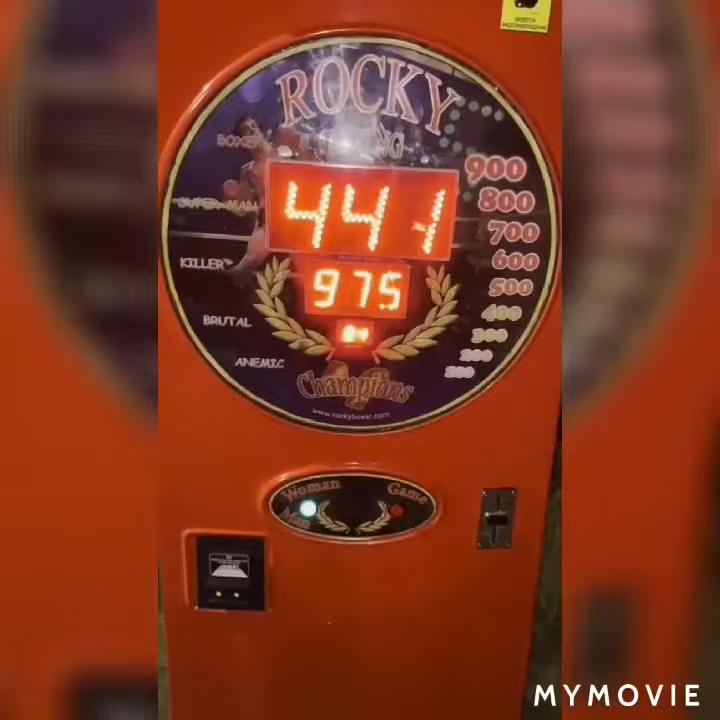 ROCKY
BOXER
900
SUPER MAN
800
441
700
KILLER
600
975
500
BRUTAL
400
300
ANEMIC
200
Champions
www.rockyboxer.com
Woman
Game
Man
MYMOVIE